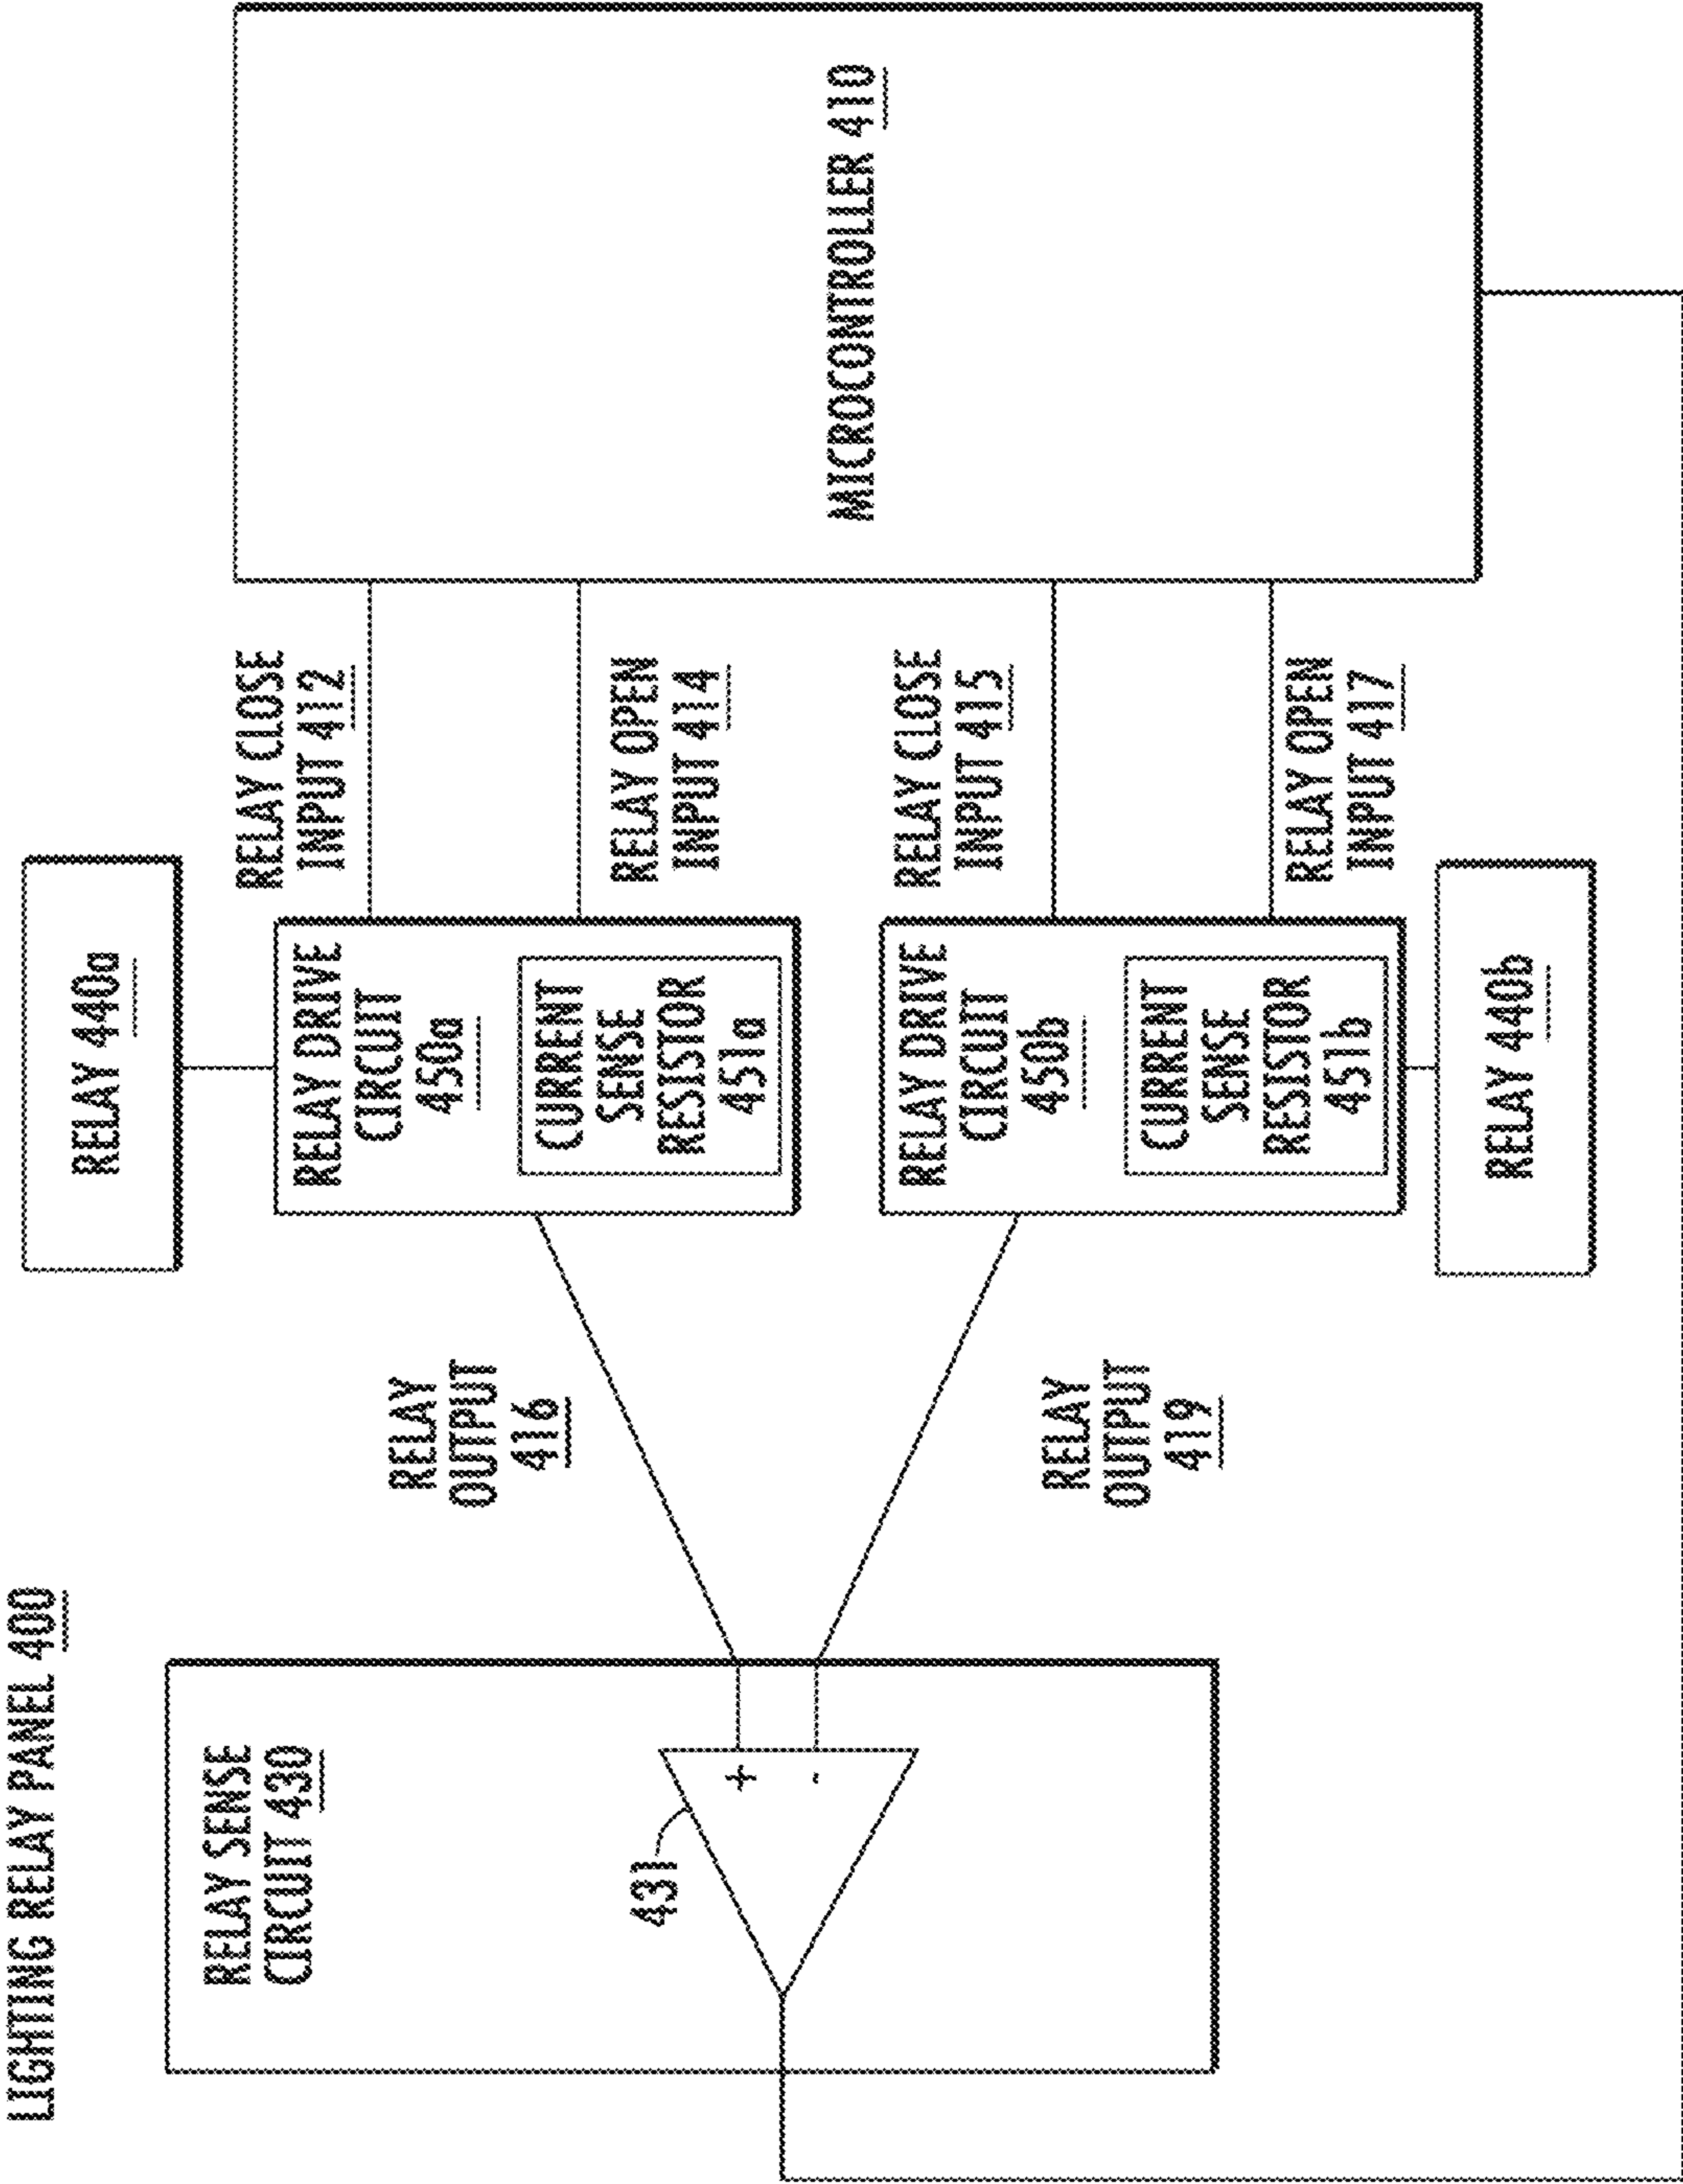 LIGHTING RELAY PANEL 400
RELAY SENSE
CIRCUIT 430
431
+
-
RELAY
OUTPUT
416
RELAY
OUTPUT
419
RELAY 440a
RELAY DRIVE
CIRCUIT
450a
CURRENT
SENSE
RESISTOR
451a
RELAY DRIVE
CIRCUIT
450b
CURRENT
SENSE
RESISTOR
451b
RELAY 440b
RELAY CLOSE
INPUT 412
RELAY OPEN
INPUT 414
RELAY CLOSE
INPUT 415
RELAY OPEN
INPUT 417
MICROCONTROLLER 410